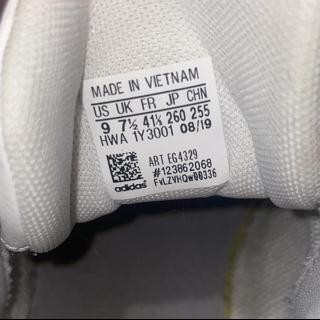 MADE IN VIETNAM
US UK FR JP CHN
9 7½ 41⅓ 260 255
HWA 1Y3001 08/19
ART EG4329
#123862068
adidas